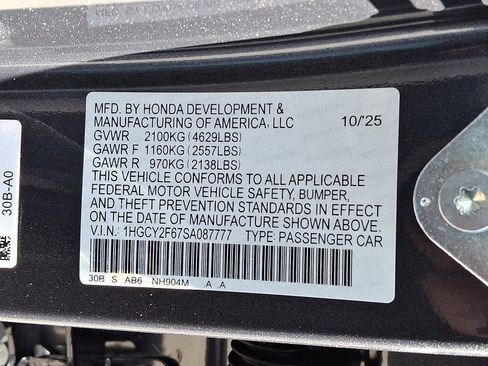 MFD. BY HONDA DEVELOPMENT &
MANUFACTURING OF AMERICA, LLC 10/'25
GVWR 2100KG (4629LBS)
GAWR F 1160KG (2557LBS)
GAWR R 970KG (2138LBS)
THIS VEHICLE CONFORMS TO ALL APPLICABLE
FEDERAL MOTOR VEHICLE SAFETY, BUMPER,
AND THEFT PREVENTION STANDARDS IN EFFECT
ON THE DATE OF MANUFACTURE SHOWN ABOVE.
V.I.N.: 1HGCY2F67SA087777 TYPE: PASSENGER CAR
30B S AB6 NH904M A A
30B-A0